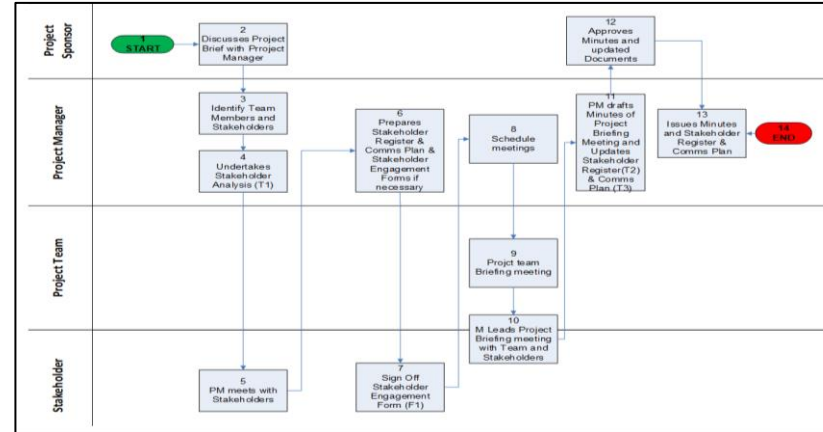 Project
Sponsor
1
START
2
Discusses Project
Brief with Prroject
Manager
12
Approves
Minutes and
updated
Documents
Project Manager
3
Identify Team
Members and
Stakeholders
4
Undertakes
Stakeholder
Analysis (T1)
6
Prepares
Stakeholder
Register &
Comms Plan &
Stakeholder
Engagement
Forms if
necessary
8
Schedule
meetings
11
PM drafts
Minutes of
Project
Briefing
Meeting and
Updates
Stakeholder
Register(T2)
& Comms
Plan (T3)
13
Issues Minutes
and Stakeholder
Register &
Comms Plan
14
END
Project Team
9
Projct team
Briefing meeting
10
M Leads Project
Briefing meeting
with Team and
Stakeholders
Stakeholder
5
PM meets with
Stakeholders
7
Sign Off
Stakeholder
Engagement
Form (F1)